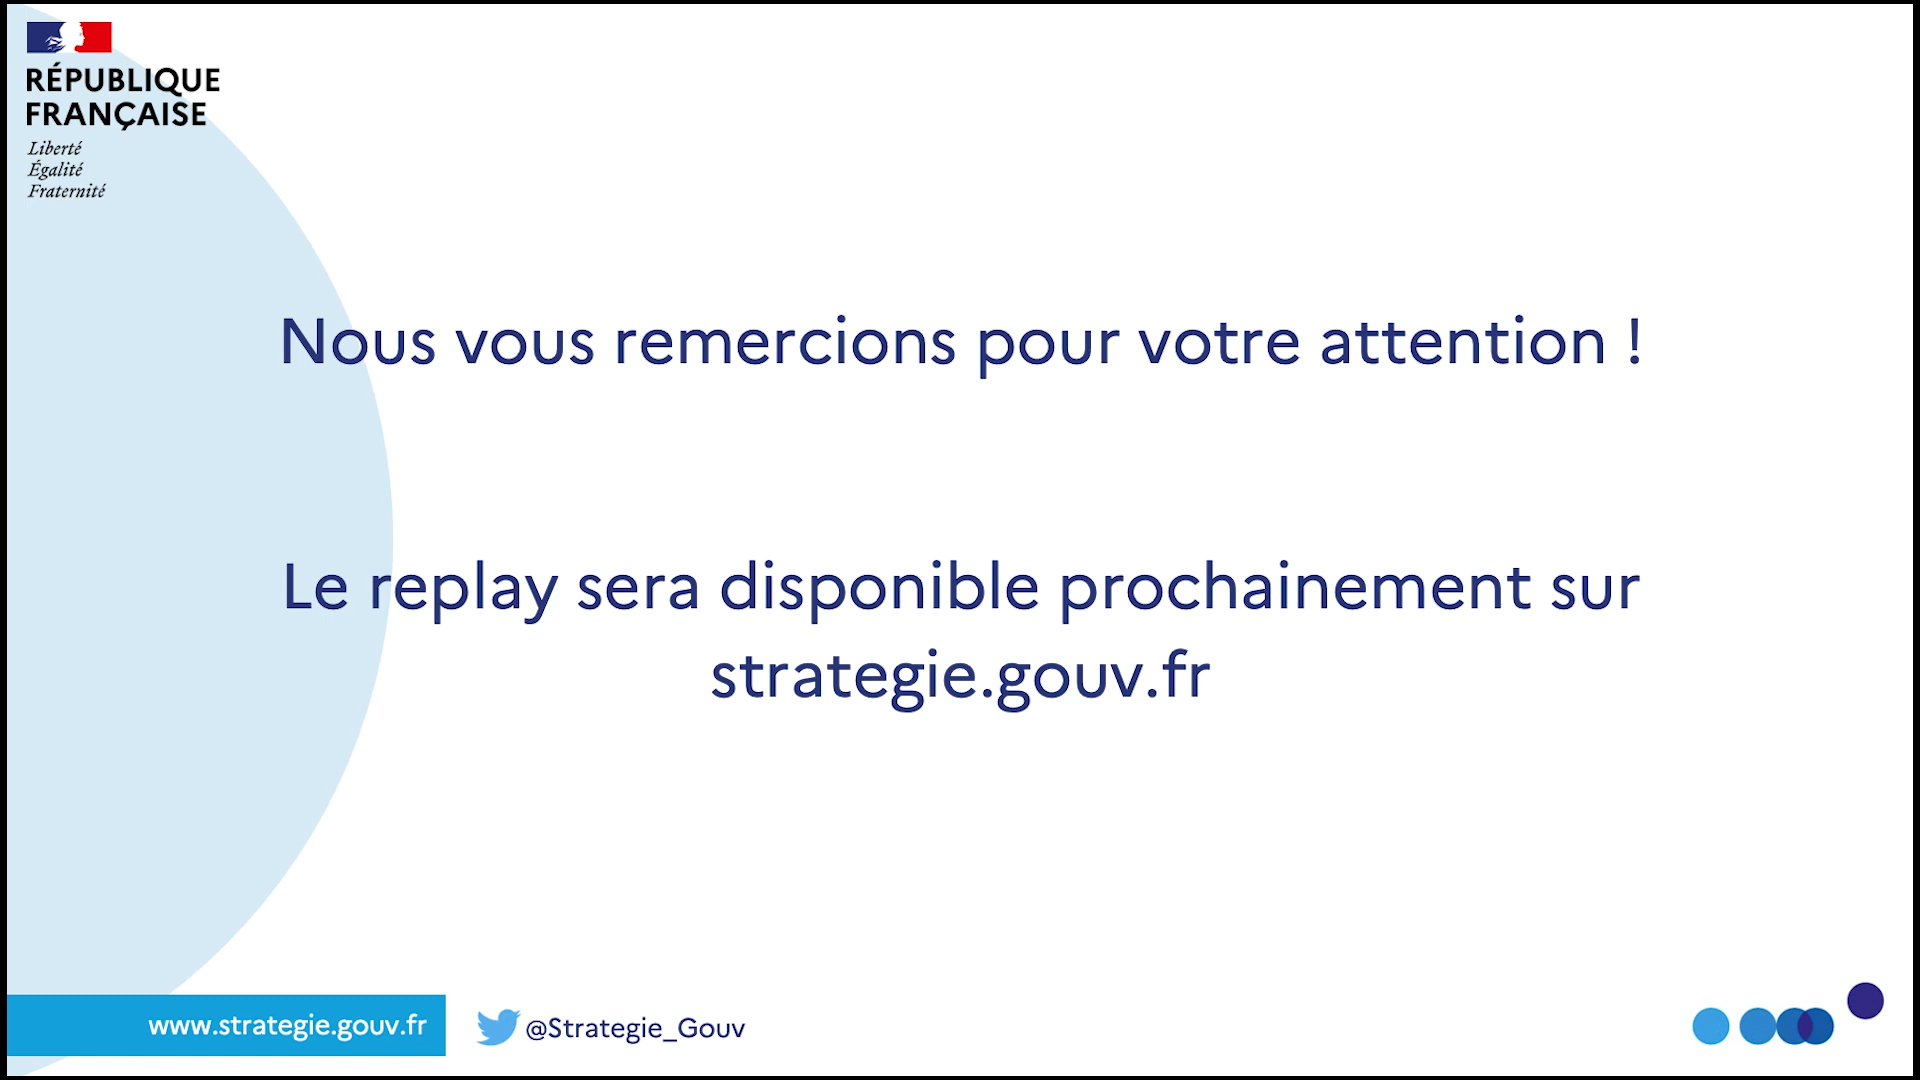 RÉPUBLIQUE
FRANÇAISE
Liberté
Égalité
Fraternité
Nous vous remercions pour votre attention !
Le replay sera disponible prochainement sur
strategie.gouv.fr
www.strategie.gouv.fr
@Strategie_Gouv